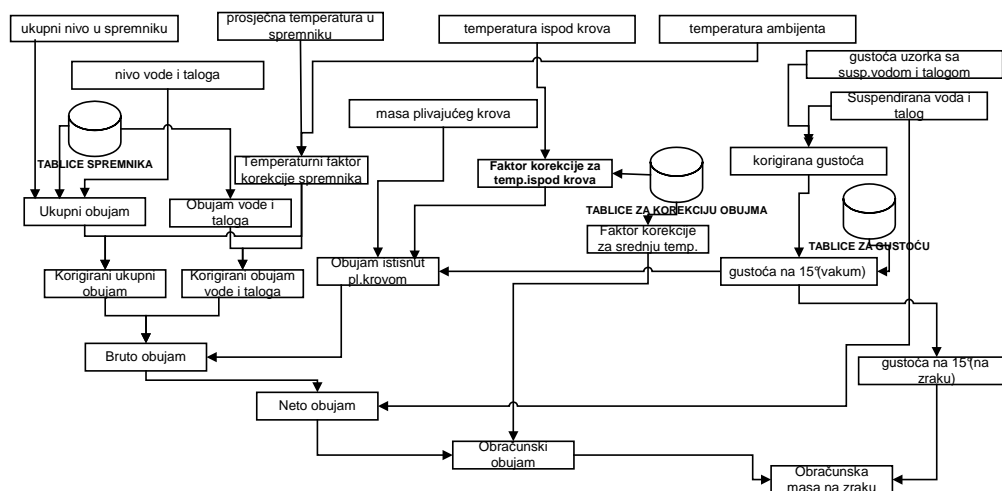 ukupni nivo u spremniku
prosječna temperatura u
spremniku
temperatura ispod krova
temperatura ambijenta
nivo vode i taloga
gustoća uzorka sa
susp.vodom i talogom
masa plivajućeg krova
Suspendirana voda i
talog
TABLICE SPREMNIKA
Temperaturni faktor
korekcije spremnika
Faktor korekcije za
temp.ispod krova
korigirana gustoća
Ukupni obujam
Obujam vode i
taloga
TABLICE ZA KOREKCIJU OBUJMA
Faktor korekcije
za srednju temp.
TABLICE ZA GUSTOĆU
Korigirani ukupni
obujam
Korigirani obujam
vode i taloga
Obujam istisnut
pl.krovom
gustoća na 15°(vakum)
Bruto obujam
gustoća na 15°(na
zraku)
Neto obujam
Obračunski
obujam
Obračunska
masa na zraku